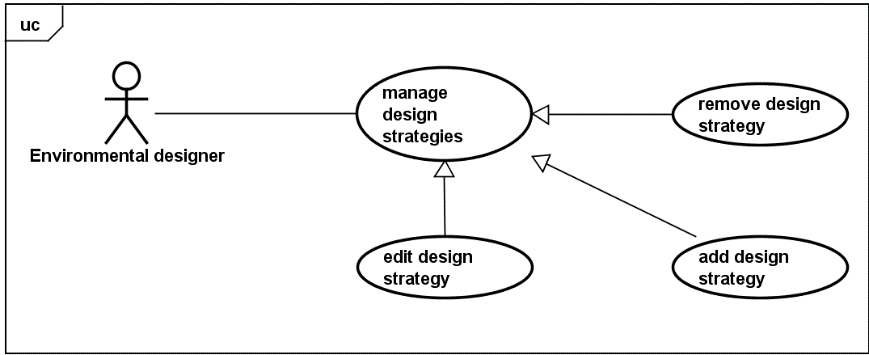 uc
manage
design
strategies
remove design
strategy
Environmental designer
edit design
strategy
add design
strategy